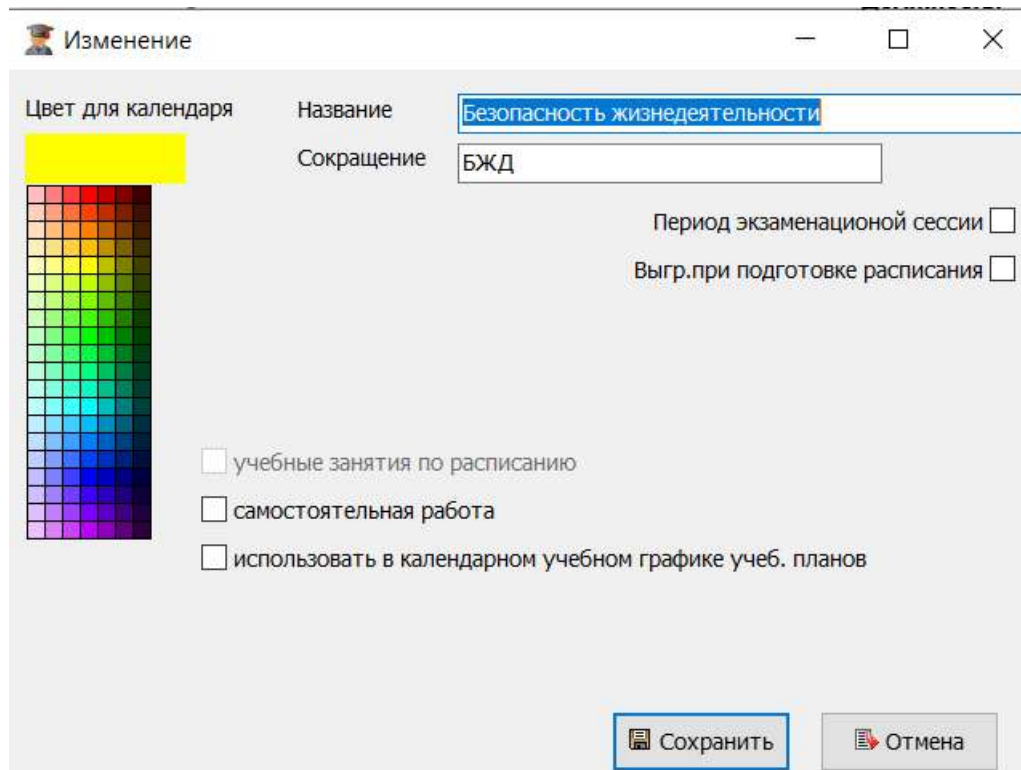 Изменение
Цвет для календаря
Название
Безопасность жизнедеятельности
Сокращение
БЖД
Период экзаменационой сессии
Выгр.при подготовке расписания
учебные занятия по расписанию
самостоятельная работа
использовать в календарном учебном графике учеб. планов
Сохранить
Отмена